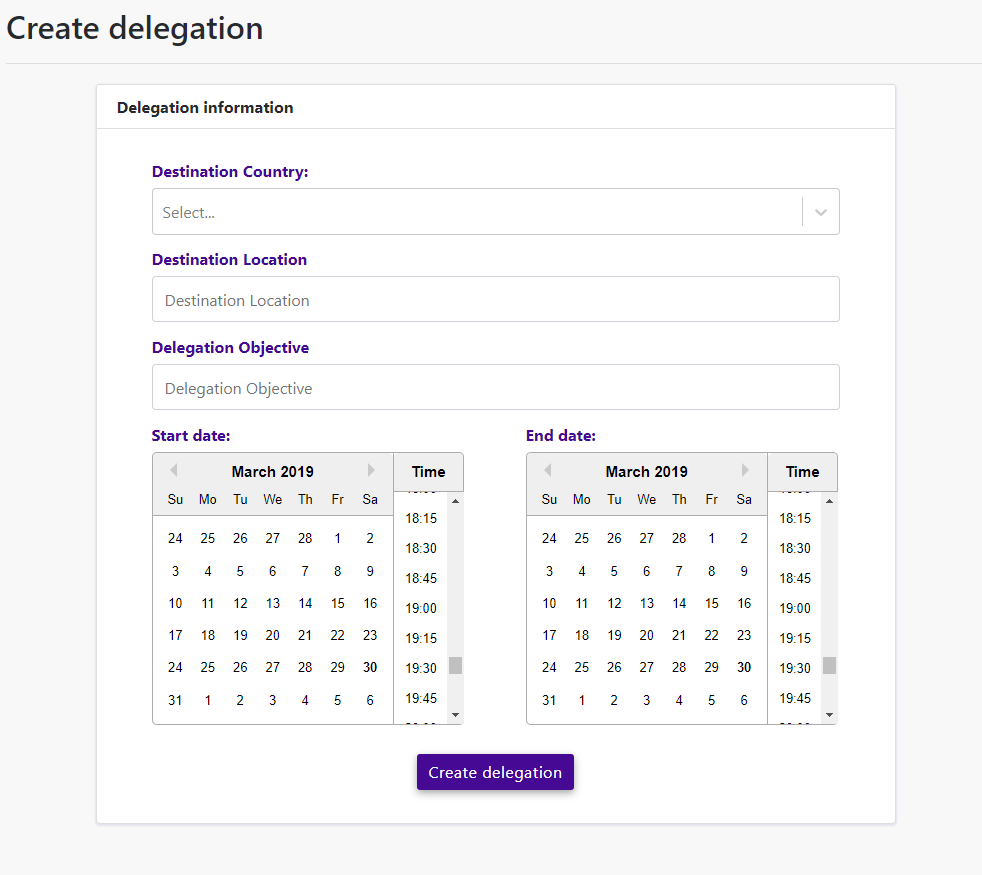 Create delegation
Delegation information
Destination Country:
Select...
Destination Location
Destination Location
Delegation Objective
Delegation Objective
Start date:
March 2019
Su Mo Tu We Th Fr Sa
24 25 26 27 28 1 2
3 4 5 6 7 8 9
10 11 12 13 14 15 16
17 18 19 20 21 22 23
24 25 26 27 28 29 30
31 1 2 3 4 5 6
Time
18:15
18:30
18:45
19:00
19:15
19:30
19:45
End date:
March 2019
Su Mo Tu We Th Fr Sa
24 25 26 27 28 1 2
3 4 5 6 7 8 9
10 11 12 13 14 15 16
17 18 19 20 21 22 23
24 25 26 27 28 29 30
31 1 2 3 4 5 6
Time
18:15
18:30
18:45
19:00
19:15
19:30
19:45
Create delegation